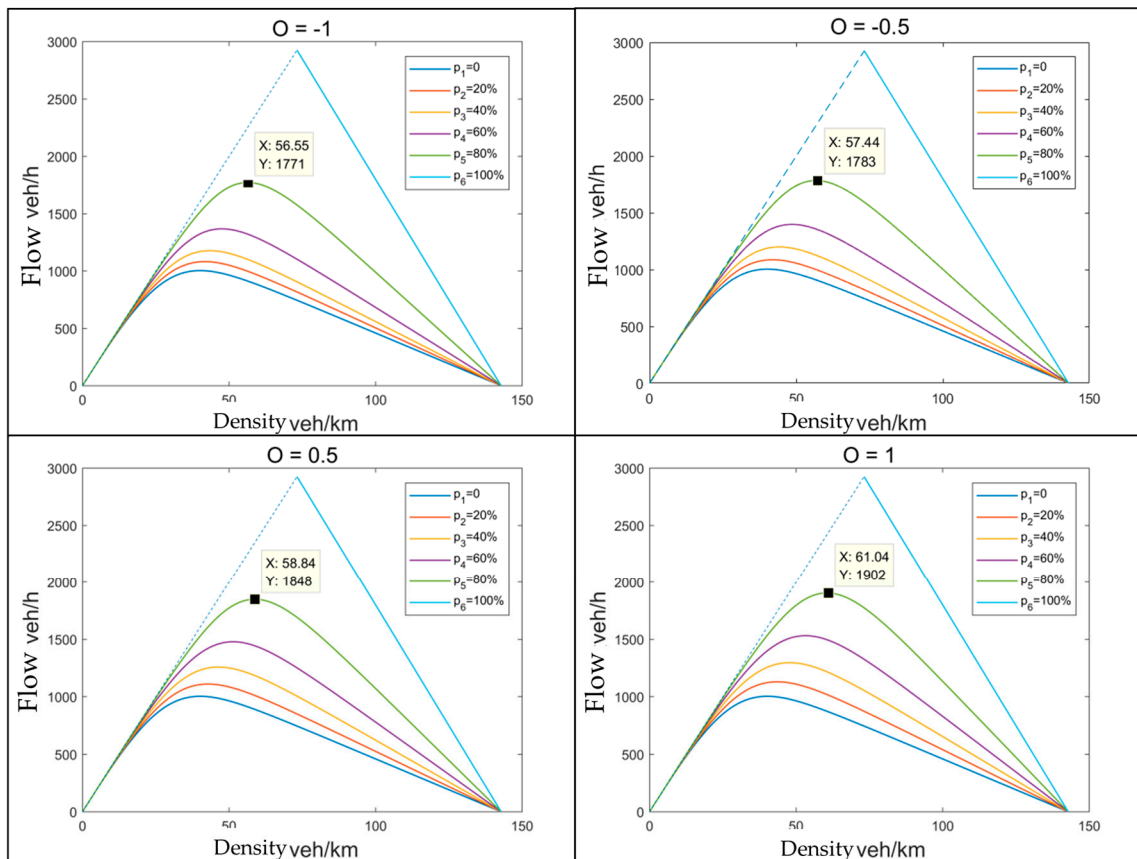 O = -1
3000
2500
2000
1500
1000
500
0
Flow veh/h
X: 56.55
Y: 1771
p1=0
p2=20%
p3=40%
p4=60%
p5=80%
p6=100%
0 50 100 150
Density veh/km
O = -0.5
3000
2500
2000
1500
1000
500
0
Flow veh/h
X: 57.44
Y: 1783
p1=0
p2=20%
p3=40%
p4=60%
p5=80%
p6=100%
0 50 100 150
Density veh/km
O = 0.5
3000
2500
2000
1500
1000
500
0
Flow veh/h
X: 58.84
Y: 1848
p1=0
p2=20%
p3=40%
p4=60%
p5=80%
p6=100%
0 50 100 150
Density veh/km
O = 1
3000
2500
2000
1500
1000
500
0
Flow veh/h
X: 61.04
Y: 1902
p1=0
p2=20%
p3=40%
p4=60%
p5=80%
p6=100%
0 50 100 150
Density veh/km